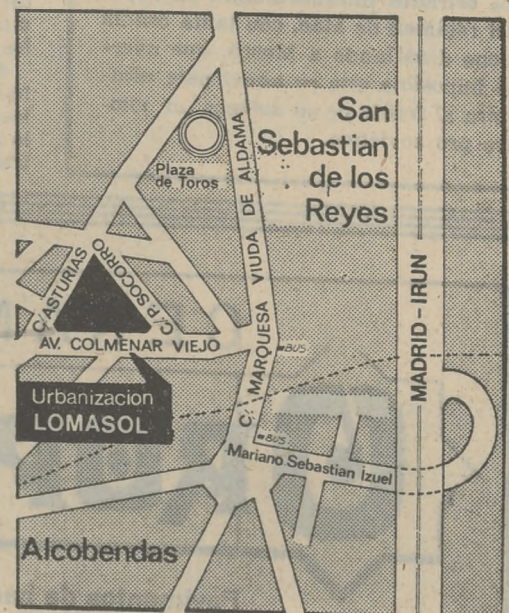 San
Sebastian
de los
Reyes
Plaza
de Toros
C/ MARQUESA VIUDA DE ALDAMA
MADRID-IRUN
C/ ASTURIAS
C/ P. SOCORRO
AV. COLMENAR VIEJO
BUS
Urbanizacion
LOMASOL
BUS
Mariano Sebastian Izuel
Alcobendas